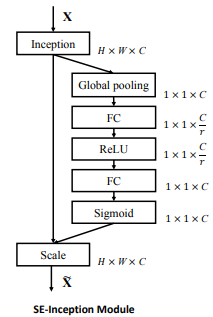 X
Inception
H × W × C
Global pooling
1 × 1 × C
FC
1 × 1 × C/r
ReLU
1 × 1 × C/r
FC
1 × 1 × C
Sigmoid
1 × 1 × C
Scale
H × W × C
X̃
SE-Inception Module